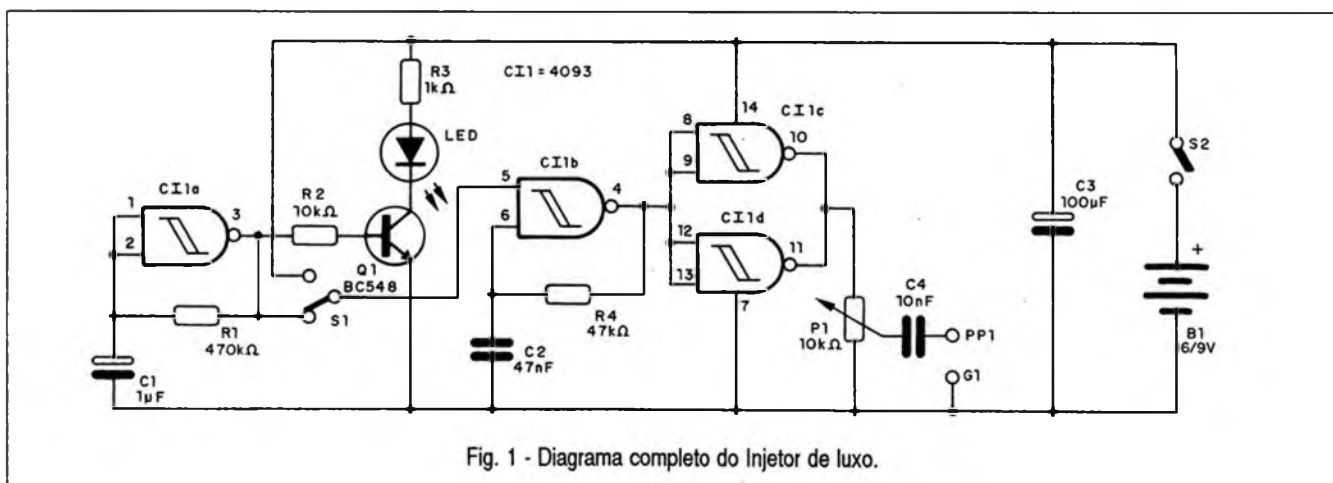 R3
1kΩ
CI1=4093
LED
CI1a
1
2
3
R2
10kΩ
Q1
BC548
S1
R1
470kΩ
C1
1µF
CI1b
5
6
4
R4
47kΩ
C2
47nF
14
CI1c
8
9
10
CI1d
12
13
11
7
P1
10kΩ
C4
10nF
PP1
G1
C3
100µF
S2
+
B1
6/9V
Fig. 1 - Diagrama completo do Injetor de luxo.